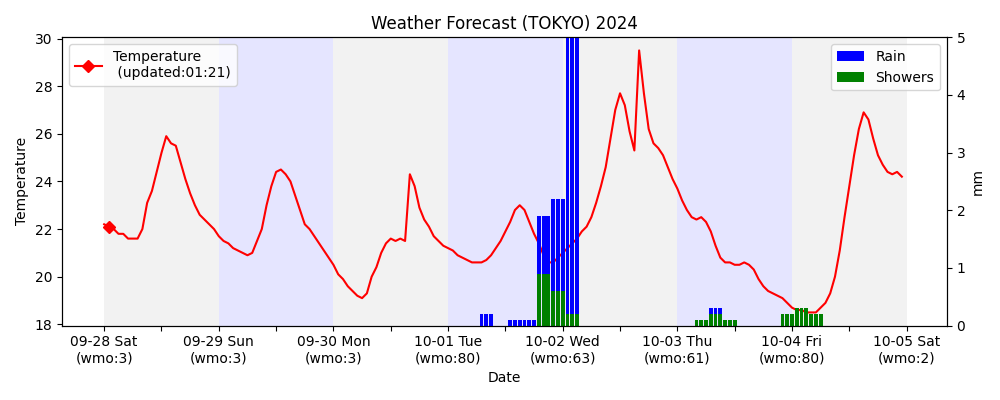 Weather Forecast (TOKYO) 2024
Temperature
(updated:01:21)
Rain
Showers
30
28
26
24
22
20
18
Temperature
5
4
3
2
1
0
mm
09-28 Sat
(wmo:3)
09-29 Sun
(wmo:3)
09-30 Mon
(wmo:3)
10-01 Tue
(wmo:80)
10-02 Wed
(wmo:63)
10-03 Thu
(wmo:61)
10-04 Fri
(wmo:80)
10-05 Sat
(wmo:2)
Date